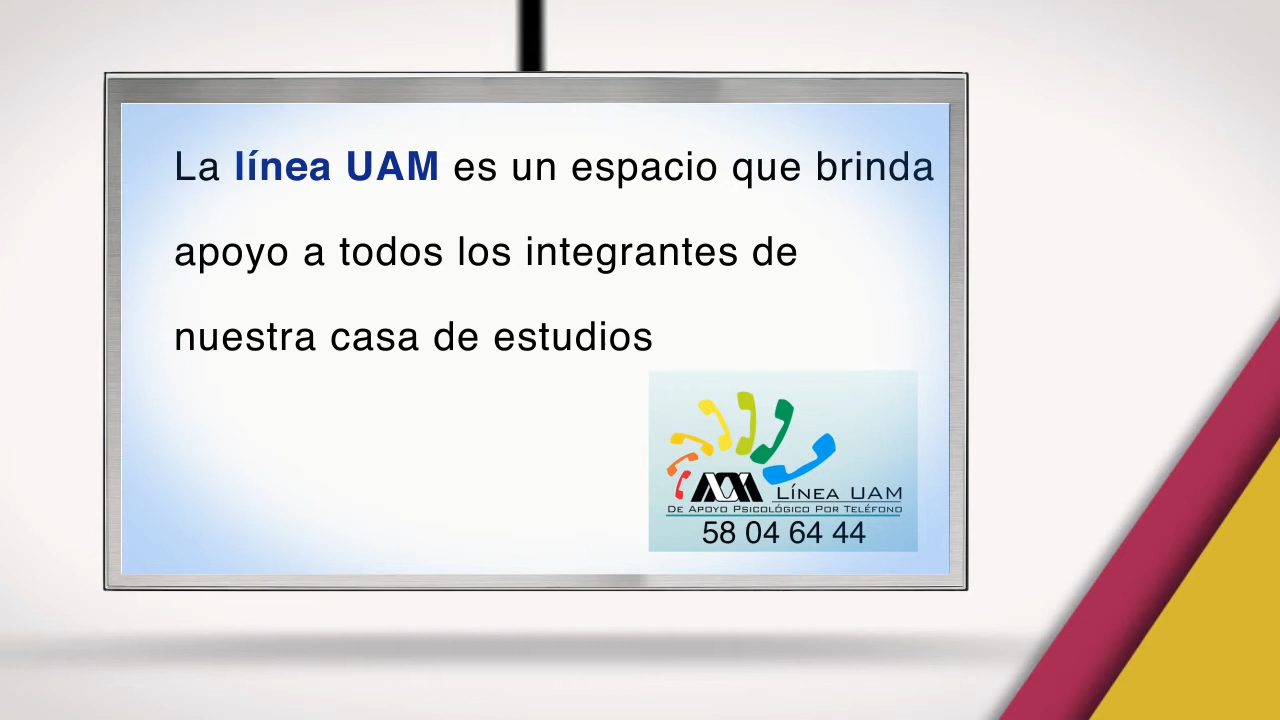 La línea UAM es un espacio que brinda
apoyo a todos los integrantes de
nuestra casa de estudios
LÍNEA UAM
DE APOYO PSICOLÓGICO POR TELÉFONO
58 04 64 44